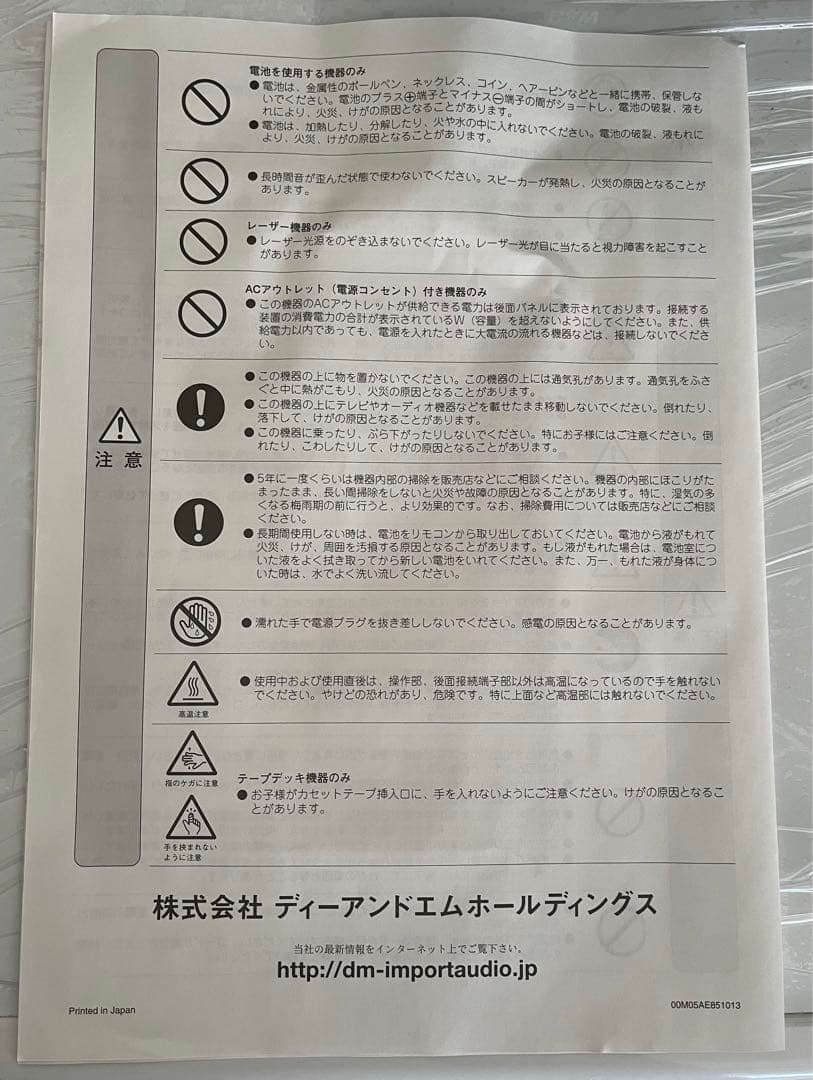 注 意
電池を使用する機器のみ
●電池は、金属性のボールペン、ネックレス、コイン、ヘアーピンなどと一緒に携帯、保管しな
いでください。電池のプラス⊕端子とマイナス⊖端子の間がショートし、電池の破裂、液も
れにより、火災、けがの原因となることがあります。
●電池は、加熱したり、分解したり、火や水の中に入れないでください。電池の破裂、液もれに
より、火災、けがの原因となることがあります。
●長時間音が歪んだ状態で使わないでください。スピーカーが発熱し、火災の原因となることが
あります。
レーザー機器のみ
●レーザー光源をのぞき込まないでください。レーザー光が目に当たると視力障害を起こすこと
があります。
ACアウトレット（電源コンセント）付き機器のみ
●この機器のACアウトレットが供給できる電力は後面パネルに表示されております。接続する
装置の消費電力の合計が表示されているW（容量）を超えないようにしてください。また、供
給電力以内であっても、電源を入れたときに大電流の流れる機器などは、接続しないでくださ
い。
●この機器の上に物を置かないでください。この機器の上には通気孔があります。通気孔をふさ
ぐと中に熱がこもり、火災の原因となることがあります。
●この機器の上にテレビやオーディオ機器などを載せたまま移動しないでください。倒れたり、
落下して、けがの原因となることがあります。
●この機器に乗ったり、ぶら下がったりしないでください。特にお子様にはご注意ください。倒
れたり、こわしたりして、けがの原因となることがあります。
●5年に一度くらいは機器内部の掃除を販売店などにご相談ください。機器の内部にほこりがた
まったまま、長い間掃除をしないと火災や故障の原因となることがあります。特に、湿気の多
くなる梅雨期の前に行うと、より効果的です。なお、掃除費用については販売店などにご相談
ください。
●長期間使用しない時は、電池をリモコンから取り出しておいてください。電池から液がもれて
火災、けが、周囲を汚損する原因となることがあります。もし液がもれた場合は、電池室につ
いた液をよく拭き取ってから新しい電池をいれてください。また、万一、もれた液が身体につ
いた時は、水でよく洗い流してください。
●濡れた手で電源プラグを抜き差ししないでください。感電の原因となることがあります。
高温注意
●使用中および使用直後は、操作部、後面接続端子部以外は高温になっているので手を触れない
でください。やけどの恐れがあり、危険です。特に上面など高温部には触れないでください。
指のケガに注意
手を挟まれない
ように注意
テープデッキ機器のみ
●お子様がカセットテープ挿入口に、手を入れないようにご注意ください。けがの原因となるこ
とがあります。
株式会社 ディーアンドエムホールディングス
当社の最新情報をインターネット上でご覧下さい。
http://dm-importaudio.jp
Printed in Japan
00M05AE851013